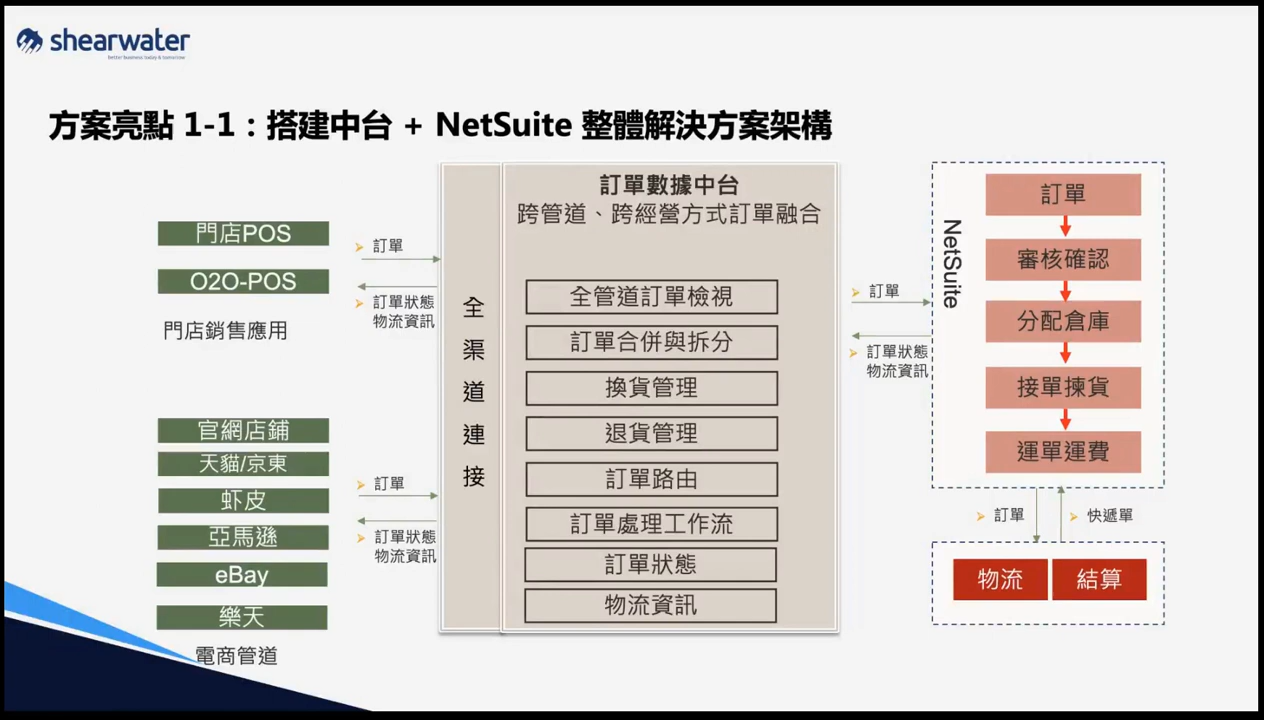 shearwater
better business today & tomorrow
方案亮點 1-1：搭建中台 + NetSuite 整體解決方案架構
門店POS
O2O-POS
門店銷售應用
訂單
訂單狀態
物流資訊
官網店鋪
天貓/京東
虾皮
亞馬遜
eBay
樂天
電商管道
訂單
訂單狀態
物流資訊
全渠道連接
訂單數據中台
跨管道、跨經營方式訂單融合
全管道訂單檢視
訂單合併與拆分
換貨管理
退貨管理
訂單路由
訂單處理工作流
訂單狀態
物流資訊
訂單
訂單狀態
物流資訊
NetSuite
訂單
審核確認
分配倉庫
接單揀貨
運單運費
訂單
快遞單
物流
結算